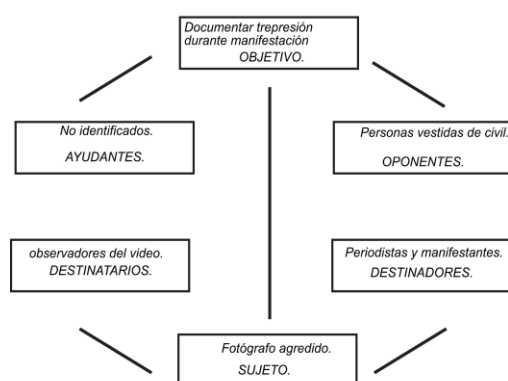 Documentar trepresión
durante manifestación
OBJETIVO.
No identificados.
AYUDANTES.
Personas vestidas de civil.
OPONENTES.
observadores del video.
DESTINATARIOS.
Periodistas y manifestantes.
DESTINADORES.
Fotógrafo agredido.
SUJETO.